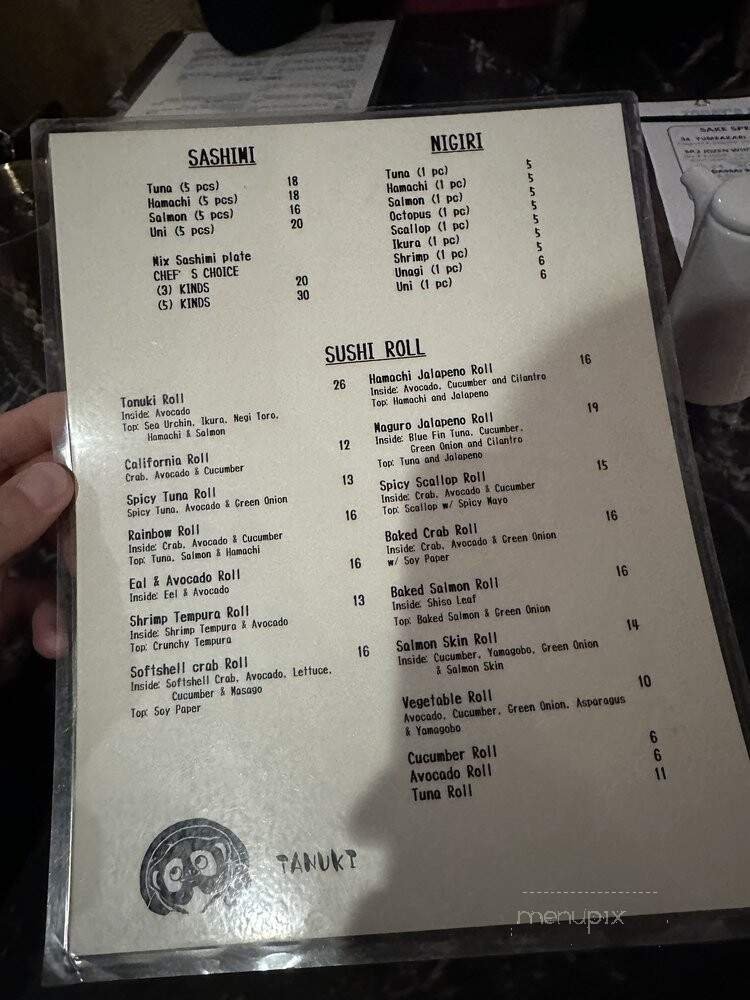 SASHIMI
Tuna (5 pcs) 18
Hamachi (5 pcs) 18
Salmon (5 pcs) 16
Uni (5 pcs) 20
Mix Sashimi plate
CHEF'S CHOICE
(3) KINDS 20
(5) KINDS 30
NIGIRI
Tuna (1 pc) 5
Hamachi (1 pc) 5
Salmon (1 pc) 5
Octopus (1 pc) 5
Scallop (1 pc) 5
Ikura (1 pc) 5
Shrimp (1 pc) 5
Unagi (1 pc) 6
Uni (1 pc) 6
SUSHI ROLL
Tanuki Roll 26
Inside: Avocado
Top: Sea Urchin, Ikura, Negi Toro,
Hamachi & Salmon
California Roll 12
Crab, Avocado & Cucumber
Spicy Tuna Roll 13
Spicy Tuna, Avocado & Green Onion
Rainbow Roll 16
Inside: Crab, Avocado & Cucumber
Top: Tuna, Salmon & Hamachi
Eal & Avocado Roll 16
Inside: Eel & Avocado
Shrimp Tempura Roll 13
Inside: Shrimp Tempura & Avocado
Top: Crunchy Tempura
Softshell crab Roll 16
Inside: Softshell Crab, Avocado, Lettuce,
Cucumber & Masago
Top: Soy Paper
Hamachi Jalapeno Roll 16
Inside: Avocado, Cucumber and Cilantro
Top: Hamachi and Jalapeno
Maguro Jalapeno Roll 19
Inside: Blue Fin Tuna, Cucumber,
Green Onion and Cilantro
Top: Tuna and Jalapeno
Spicy Scallop Roll 15
Inside: Crab, Avocado & Cucumber
Top: Scallop w/ Spicy Mayo
Baked Crab Roll 16
Inside: Crab, Avocado & Green Onion
w/ Soy Paper
Baked Salmon Roll 16
Inside: Shiso Leaf
Top: Baked Salmon & Green Onion
Salmon Skin Roll 14
Inside: Cucumber, Yamagobo, Green Onion
& Salmon Skin
Vegetable Roll 10
Avocado, Cucumber, Green Onion, Asparagus
& Yamagobo
Cucumber Roll 6
Avocado Roll 6
Tuna Roll 11
TANUKI
menupix
SAKE SPE